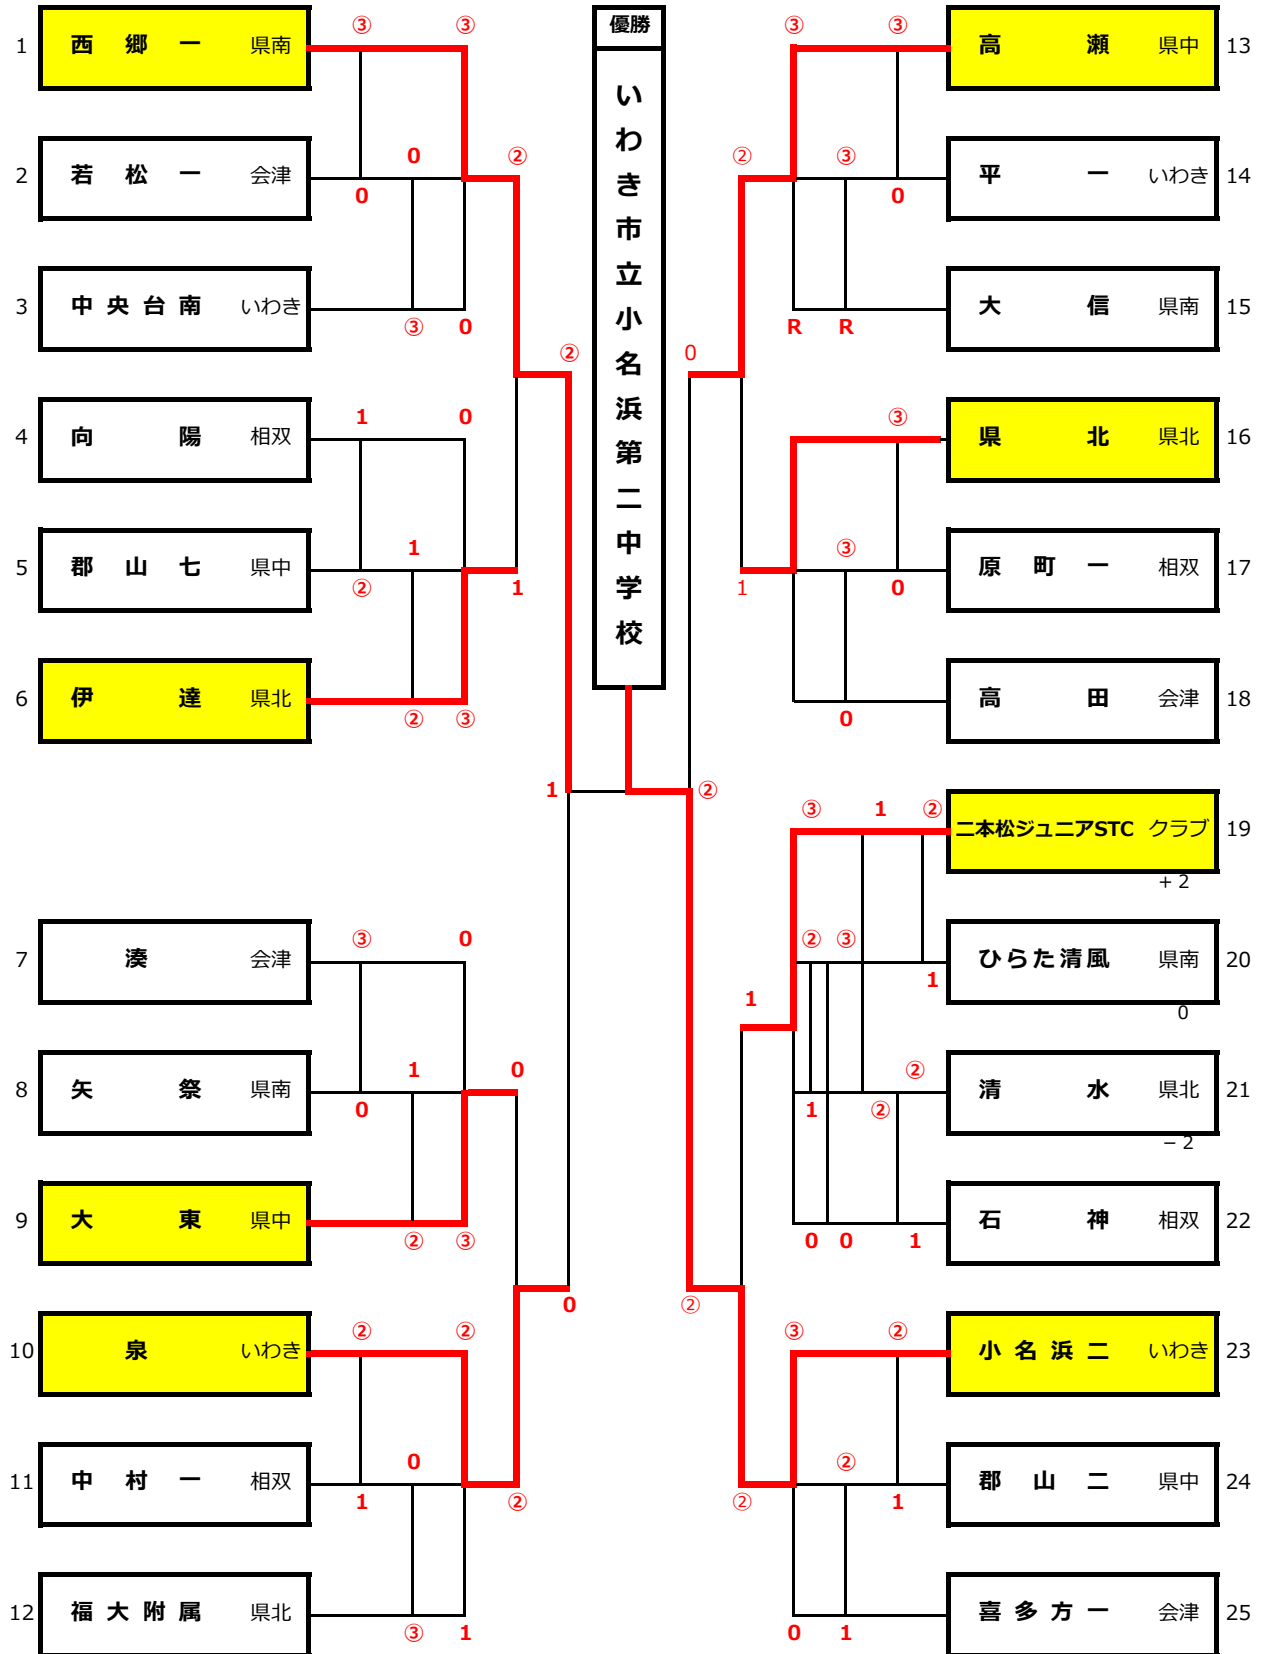 優勝
いわき市立小名浜第二中学校
1 西郷一 県南
③ ③
2 若松一 会津
0 ②
0
3 中央台南 いわき
③ 0
②
4 向陽 相双
1 0
5 郡山七 県中
1
② 1
6 伊達 県北
② ③
1
7 湊 会津
③ 0
8 矢祭 県南
1 0
0
9 大東 県中
② ③
0
10 泉 いわき
② ②
11 中村一 相双
0
1 ②
12 福大附属 県北
③ 1
③ ③
高瀬 県中 13
② ③
平一 いわき 14
0
大信 県南 15
R R
0
③
県北 県北 16
③
原町一 相双 17
1 0
高田 会津 18
0
②
③ 1 ②
二本松ジュニアSTC クラブ 19
+2
② ③
ひらた清風 県南 20
1
0
1
②
清水 県北 21
1 ②
−2
石神 相双 22
0 0 1
②
③ ②
小名浜二 いわき 23
②
郡山二 県中 24
② 1
喜多方一 会津 25
0 1